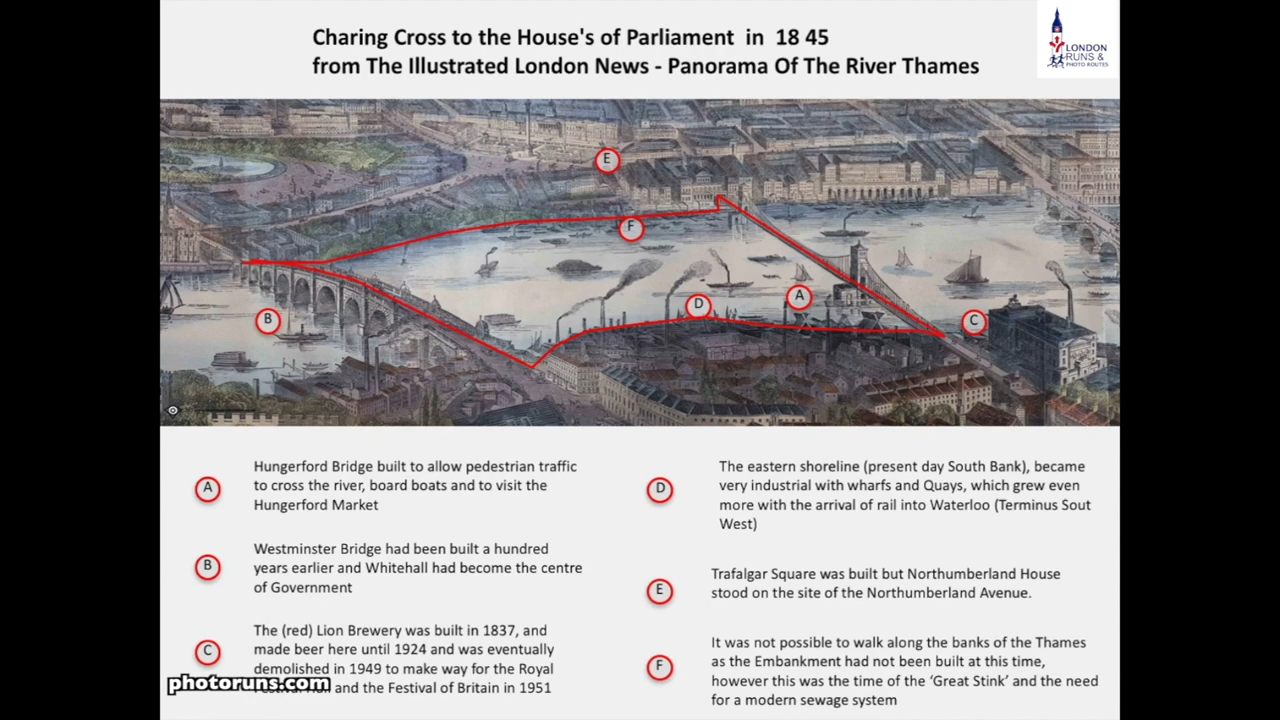 Charing Cross to the House's of Parliament in 18 45
from The Illustrated London News - Panorama Of The River Thames
LONDON
RUNS &
PHOTO ROUTES
E
F
A
D
B
C
A
Hungerford Bridge built to allow pedestrian traffic
to cross the river, board boats and to visit the
Hungerford Market
B
Westminster Bridge had been built a hundred
years earlier and Whitehall had become the centre
of Government
C
The (red) Lion Brewery was built in 1837, and
made beer here until 1924 and was eventually
demolished in 1949 to make way for the Royal
and the Festival of Britain in 1951
photoruns.com
D
The eastern shoreline (present day South Bank), became
very industrial with wharfs and Quays, which grew even
more with the arrival of rail into Waterloo (Terminus Sout
West)
E
Trafalgar Square was built but Northumberland House
stood on the site of the Northumberland Avenue.
F
It was not possible to walk along the banks of the Thames
as the Embankment had not been built at this time,
however this was the time of the ‘Great Stink’ and the need
for a modern sewage system